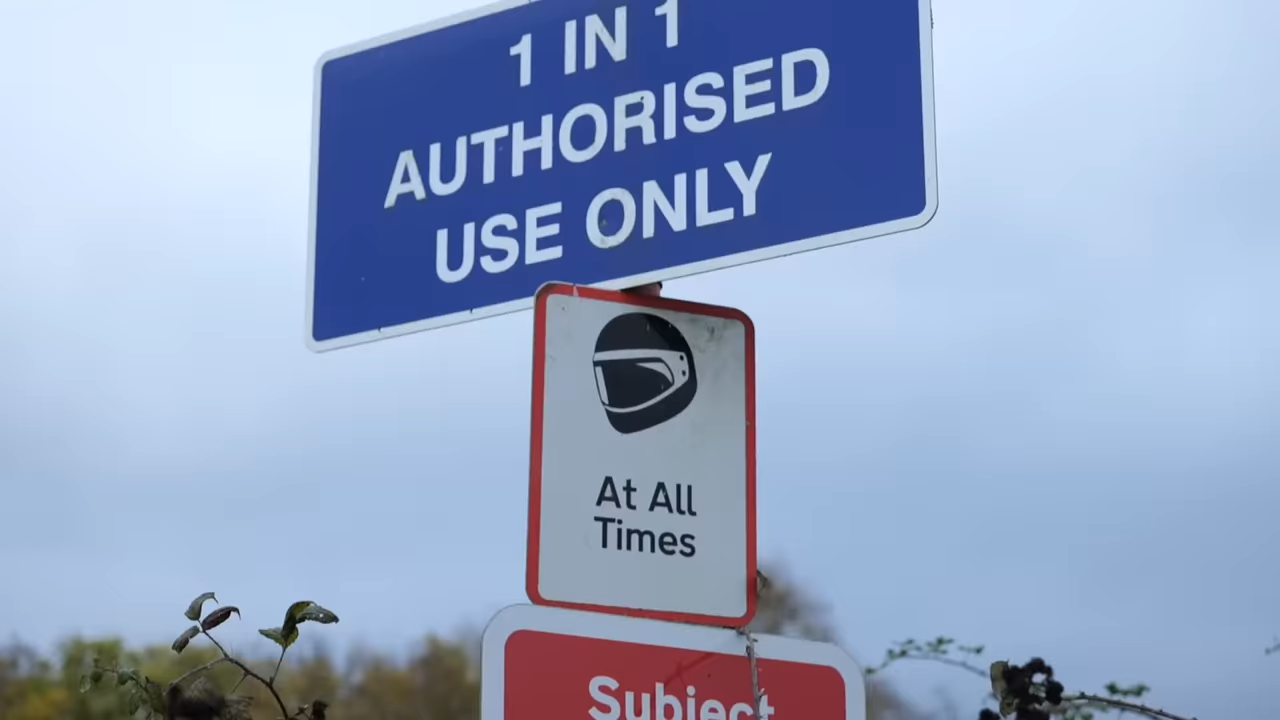 1 IN 1
AUTHORISED
USE ONLY
At All
Times
Subject